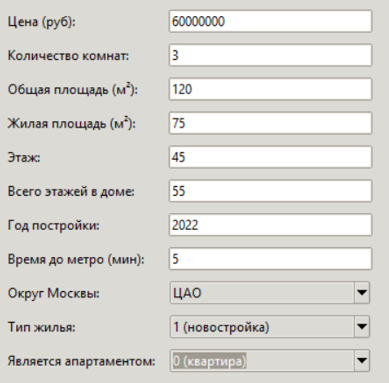 Цена (руб): 60000000
Количество комнат: 3
Общая площадь (м²): 120
Жилая площадь (м²): 75
Этаж: 45
Всего этажей в доме: 55
Год постройки: 2022
Время до метро (мин): 5
Округ Москвы: ЦАО
Тип жилья: 1 (новостройка)
Является апартаментом: 0 (квартира)